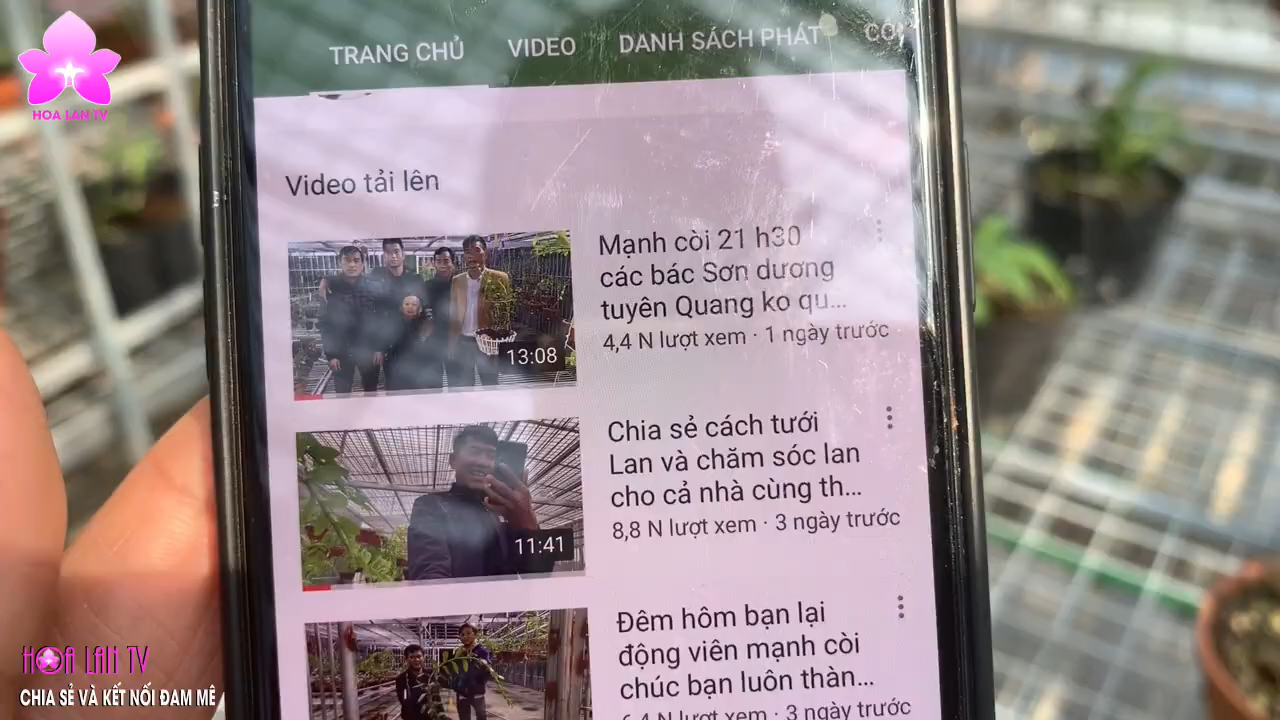 HOA LAN TV
TRANG CHỦ VIDEO DANH SÁCH PHÁT
Video tải lên
Mạnh còi 21 h30
các bác Sơn dương
tuyên Quang ko qu...
4,4 N lượt xem · 1 ngày trước
13:08
Chia sẻ cách tưới
Lan và chăm sóc lan
cho cả nhà cùng th...
8,8 N lượt xem · 3 ngày trước
11:41
Đêm hôm bạn lại
động viên mạnh còi
chúc bạn luôn thàn...
6,4 N lượt xem · 3 ngày trước
HOA LAN TV
CHIA SẺ VÀ KẾT NỐI ĐAM MÊ